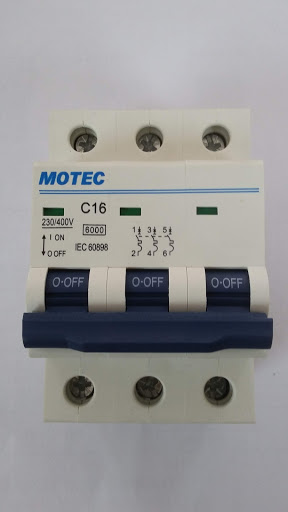 MOTEC
C16
230/400V
6000
1 3 5
I ON
IEC 60898
O OFF
2 4 6
O-OFF O-OFF O-OFF